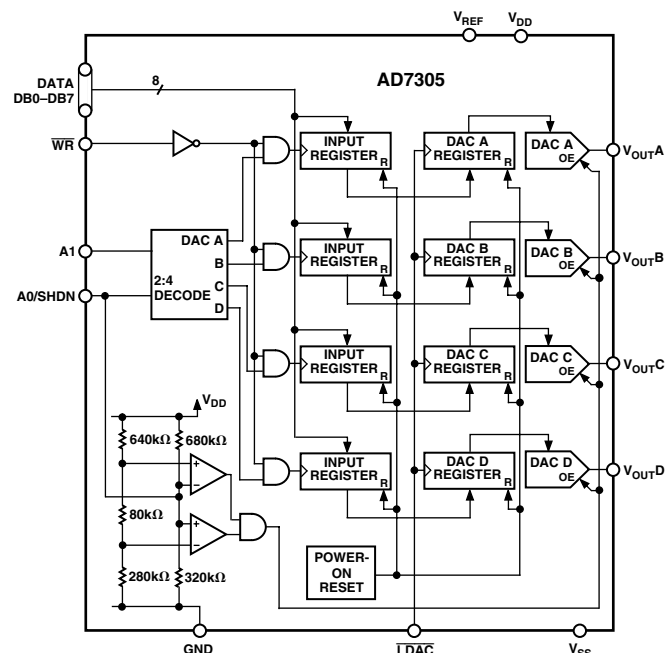 VREF VDD
DATA
DB0–DB7
8
AD7305
WR
INPUT
REGISTER
R
DAC A
REGISTER
R
DAC A
OE
VOUTA
A1
A0/SHDN
DAC A
B
C
D
2:4
DECODE
INPUT
REGISTER
R
DAC B
REGISTER
R
DAC B
OE
VOUTB
INPUT
REGISTER
R
DAC C
REGISTER
R
DAC C
OE
VOUTC
VDD
640kΩ
680kΩ
80kΩ
280kΩ
320kΩ
+
–
+
–
INPUT
REGISTER
R
DAC D
REGISTER
R
DAC D
OE
VOUTD
POWER-
ON
RESET
GND
LDAC
VSS